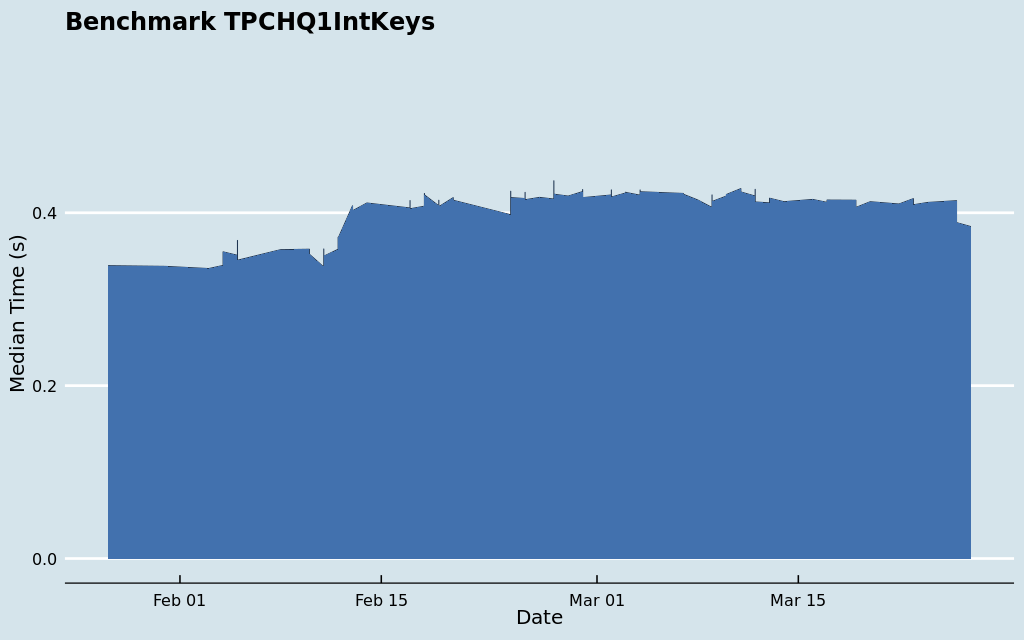 Benchmark TPCHQ1IntKeys
Median Time (s)
0.4
0.2
0.0
Feb 01
Feb 15
Mar 01
Mar 15
Date